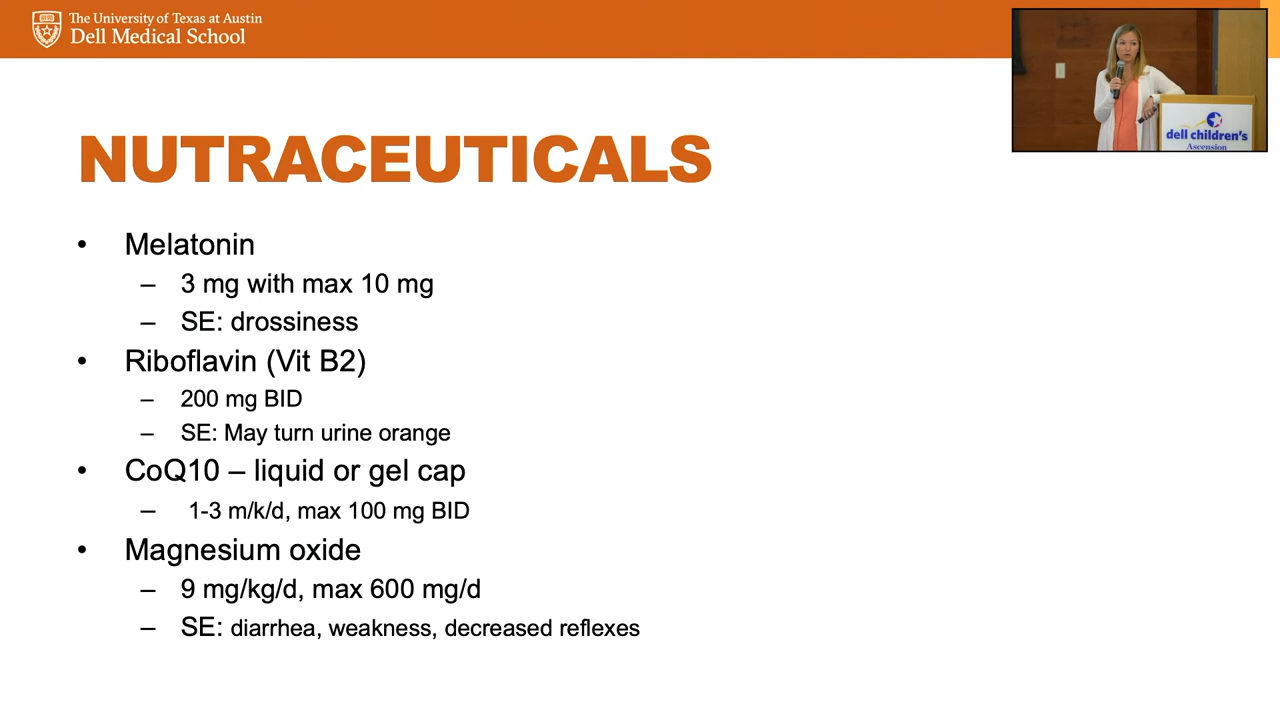 The University of Texas at Austin
Dell Medical School
dell children's
Ascension
NUTRACEUTICALS
• Melatonin
– 3 mg with max 10 mg
– SE: drossiness
• Riboflavin (Vit B2)
– 200 mg BID
– SE: May turn urine orange
• CoQ10 – liquid or gel cap
– 1-3 m/k/d, max 100 mg BID
• Magnesium oxide
– 9 mg/kg/d, max 600 mg/d
– SE: diarrhea, weakness, decreased reflexes